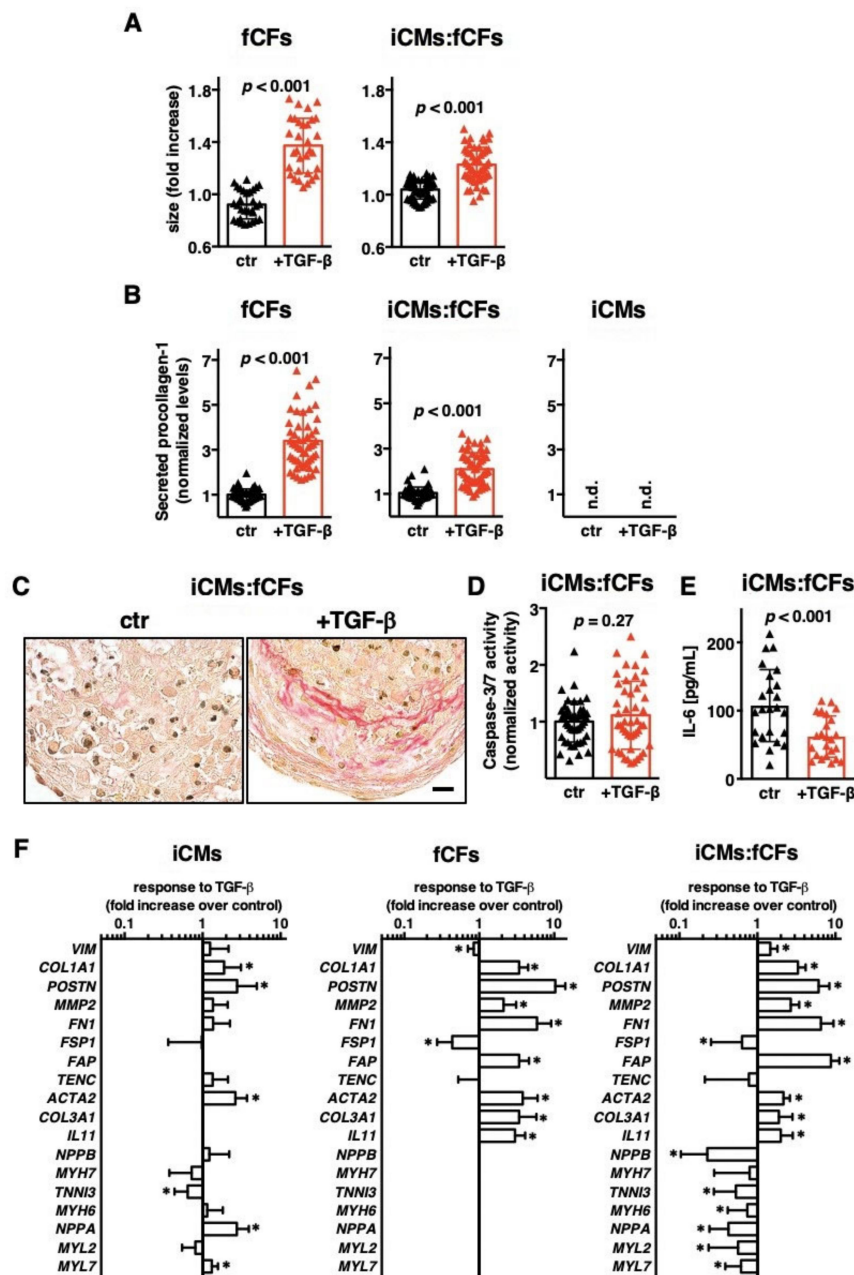 A
fCFs
iCMs:fCFs
size (fold increase)
1.8
1.4
1.0
0.6
p < 0.001
ctr
+TGF-β
1.8
1.4
1.0
0.6
p < 0.001
ctr
+TGF-β
B
fCFs
iCMs:fCFs
iCMs
Secreted procollagen-1
(normalized levels)
7
5
3
1
p < 0.001
ctr
+TGF-β
7
5
3
1
p < 0.001
ctr
+TGF-β
7
5
3
1
n.d.
n.d.
ctr
+TGF-β
C
iCMs:fCFs
ctr
+TGF-β
D
iCMs:fCFs
Caspase-3/7 activity
(normalized activity)
3
2
1
0
p = 0.27
ctr
+TGF-β
E
iCMs:fCFs
IL-6 [pg/mL]
200
100
0
p < 0.001
ctr
+TGF-β
F
iCMs
response to TGF-β
(fold increase over control)
0.1 1 10
VIM
COL1A1 *
POSTN *
MMP2
FN1
FSP1
FAP
TENC
ACTA2 *
COL3A1
IL11
NPPB
MYH7
TNNI3 *
MYH6
NPPA *
MYL2
MYL7 *
fCFs
response to TGF-β
(fold increase over control)
0.1 1 10
VIM *
COL1A1 *
POSTN *
MMP2 *
FN1 *
FSP1 *
FAP *
TENC
ACTA2 *
COL3A1 *
IL11 *
NPPB
MYH7
TNNI3
MYH6
NPPA
MYL2
MYL7
iCMs:fCFs
response to TGF-β
(fold increase over control)
0.1 1 10
VIM *
COL1A1 *
POSTN *
MMP2 *
FN1 *
FSP1 *
FAP *
TENC
ACTA2 *
COL3A1 *
IL11 *
NPPB *
MYH7
TNNI3 *
MYH6 *
NPPA *
MYL2 *
MYL7 *